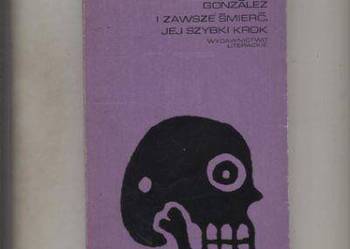 GONZÁLEZ
I ZAWSZE ŚMIERĆ,
JEJ SZYBKI KROK
WYDAWNICTWO
LITERACKIE